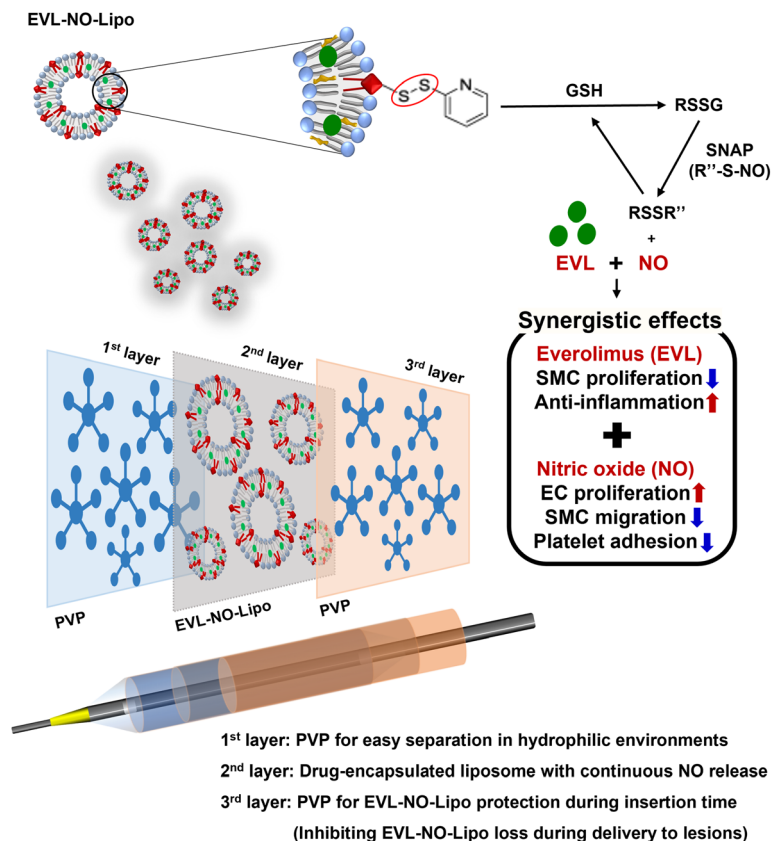 EVL-NO-Lipo
S-S
N
GSH
RSSG
SNAP
(R''-S-NO)
RSSR''
+
EVL + NO
Synergistic effects
Everolimus (EVL)
SMC proliferation
Anti-inflammation
+
Nitric oxide (NO)
EC proliferation
SMC migration
Platelet adhesion
1st layer
2nd layer
3rd layer
PVP
EVL-NO-Lipo
PVP
1st layer: PVP for easy separation in hydrophilic environments
2nd layer: Drug-encapsulated liposome with continuous NO release
3rd layer: PVP for EVL-NO-Lipo protection during insertion time
(Inhibiting EVL-NO-Lipo loss during delivery to lesions)